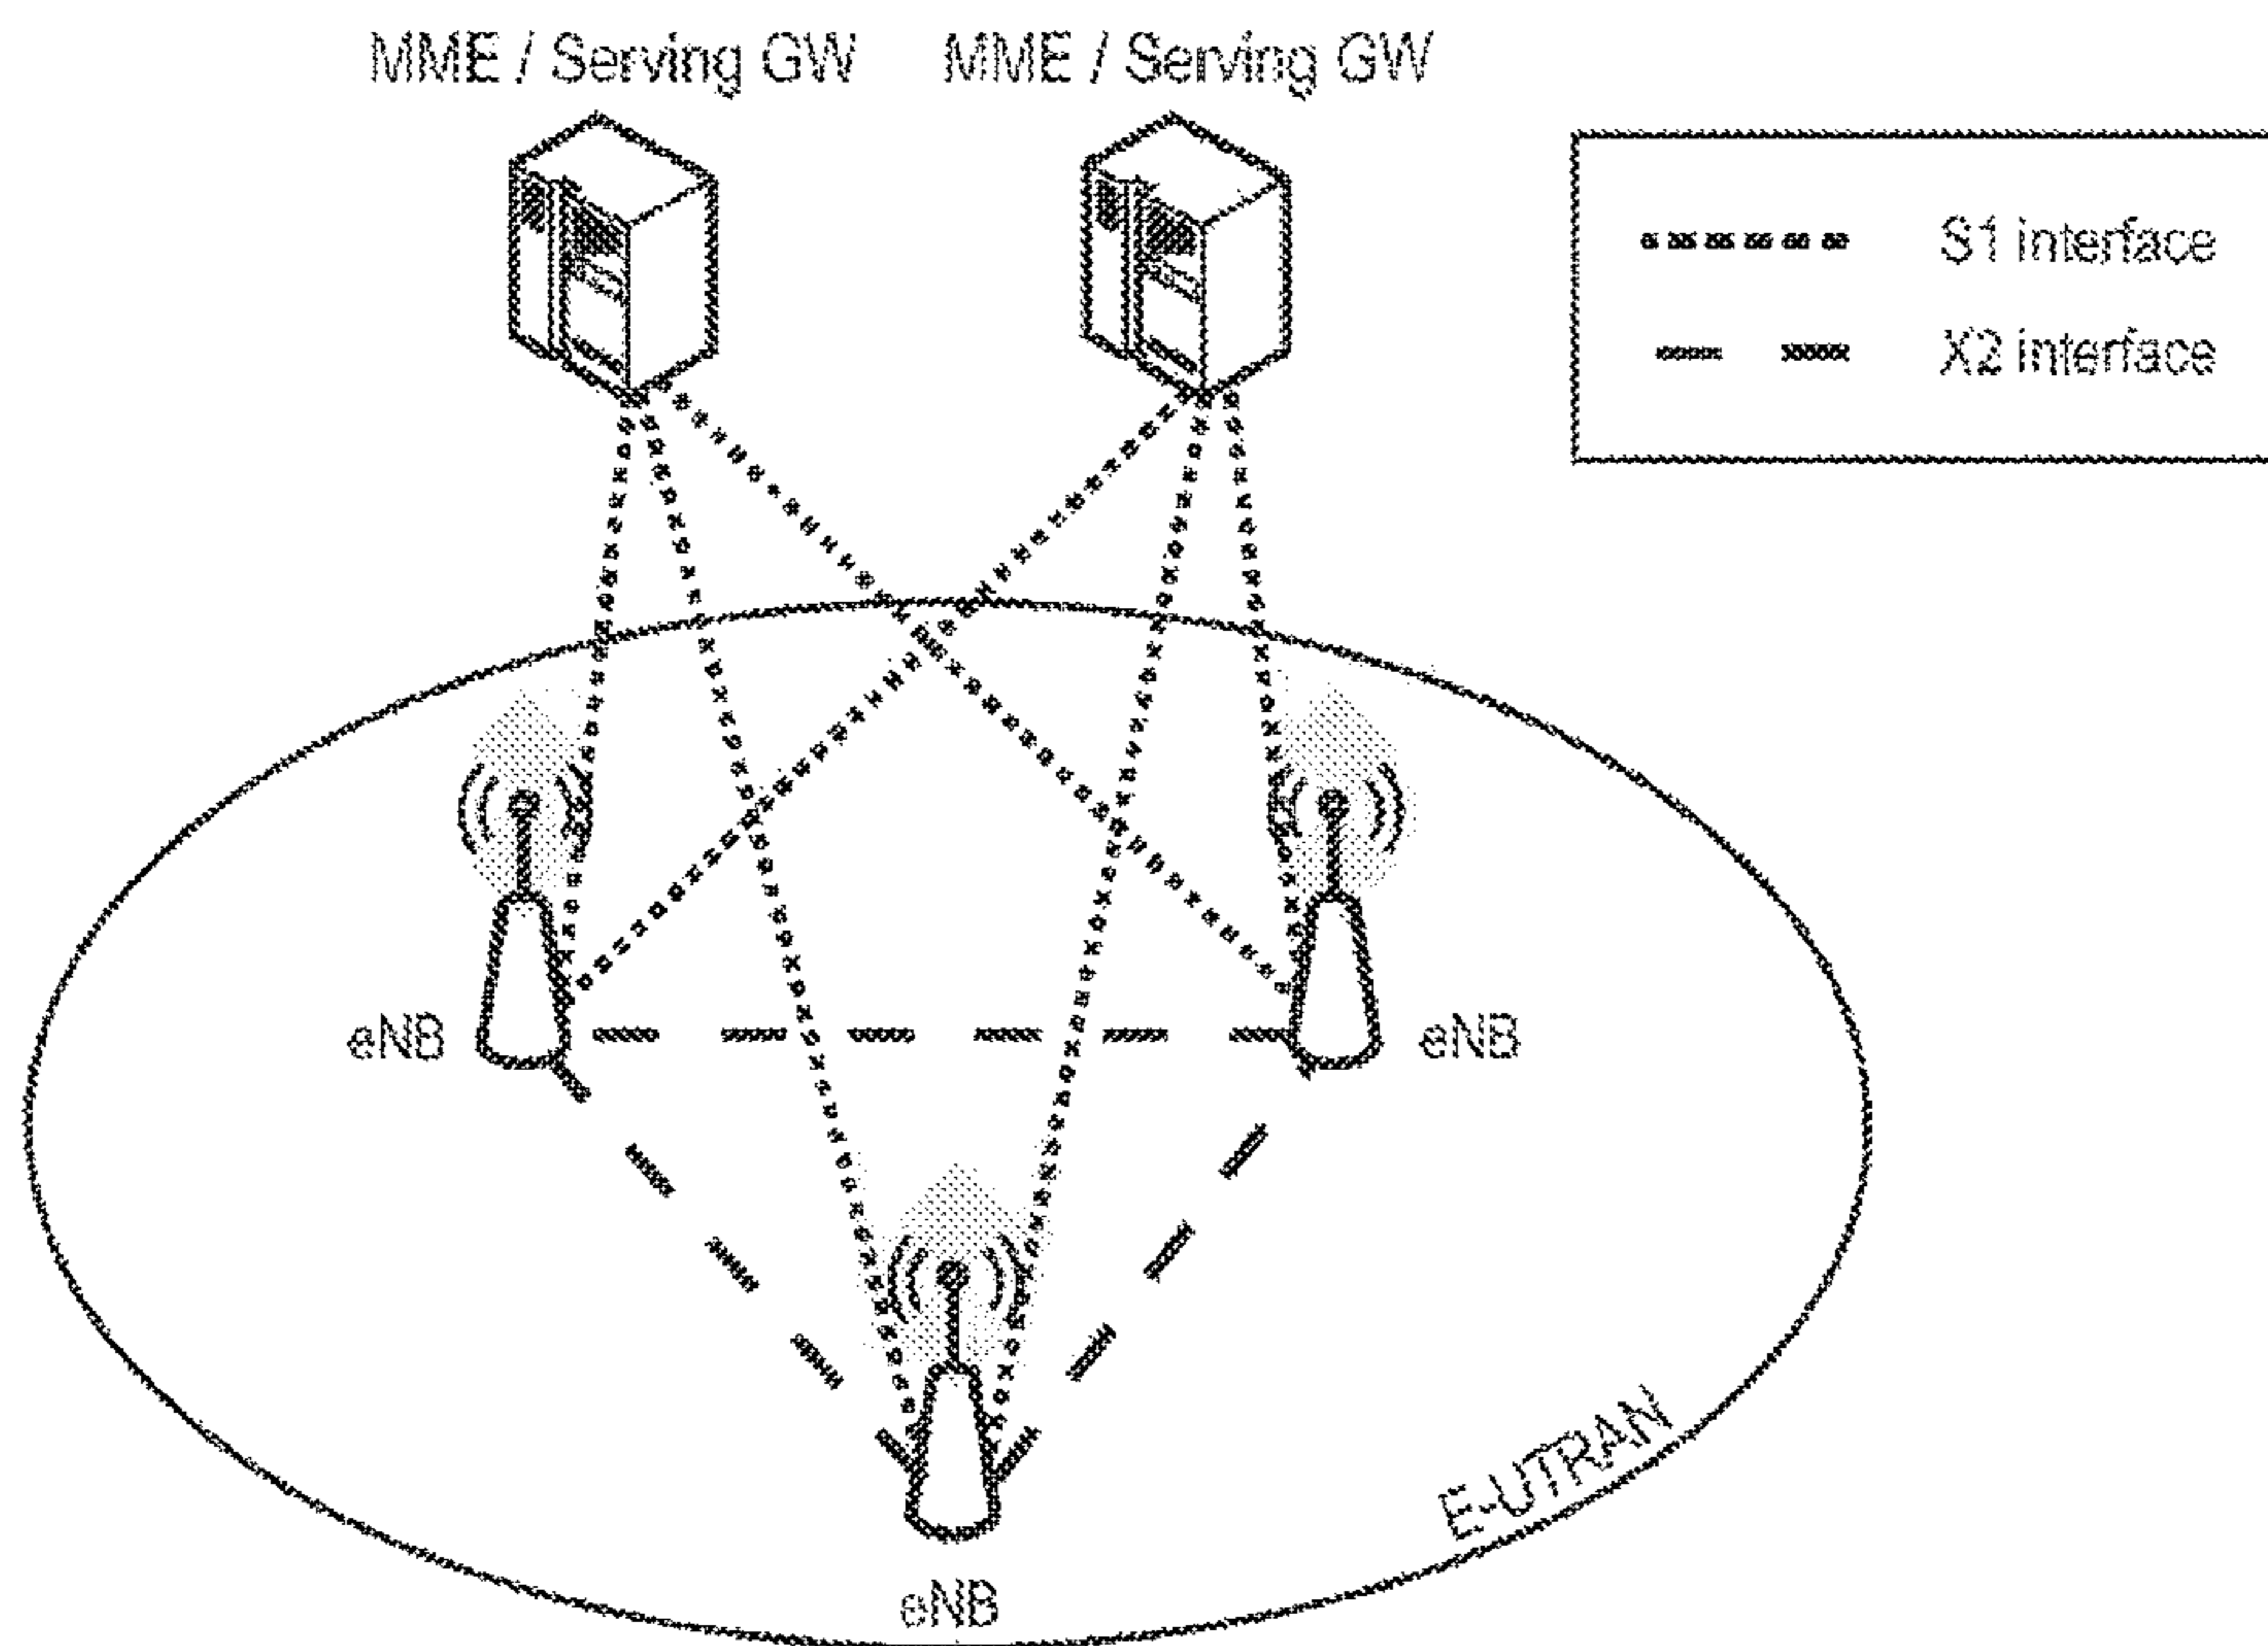 MME / Serving GW
MME / Serving GW
S1 interface
X2 interface
eNB
eNB
E-UTRAN
eNB